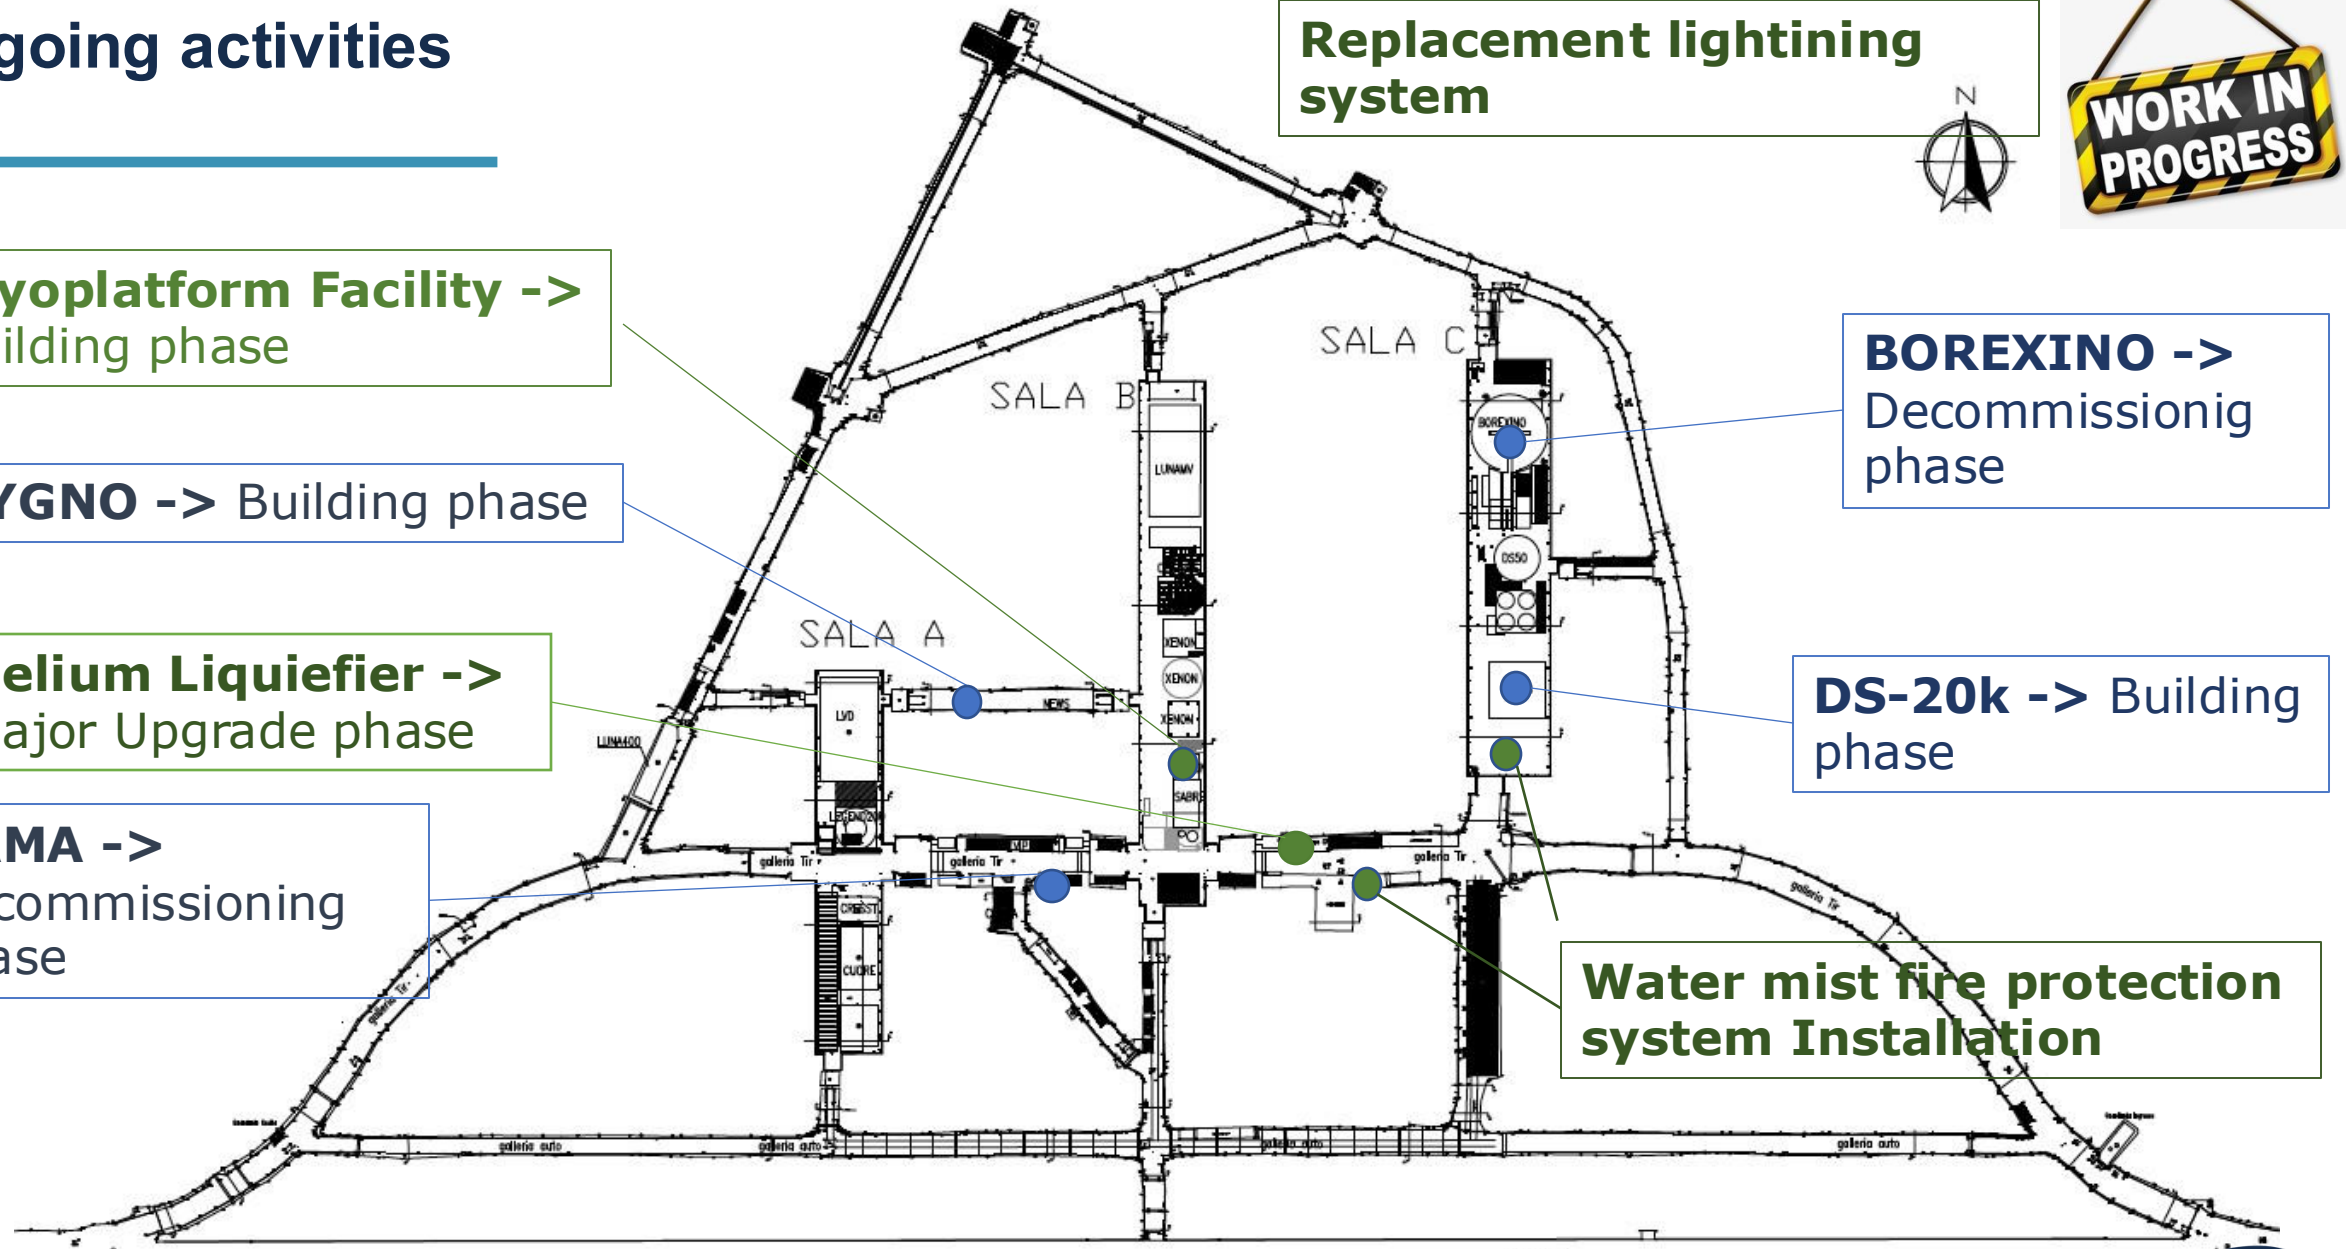 going activities
Replacement lightining
system
N
WORK IN
PROGRESS
yoplatform Facility ->
ilding phase
YGNO -> Building phase
elium Liquiefier ->
ajor Upgrade phase
MA ->
commissioning
ase
BOREXINO ->
Decommissionig
phase
DS-20k -> Building
phase
Water mist fire protection
system Installation
SALA A
SALA B
SALA C
BOREXINO
DS50
LUNAMV
XENON
XENON
XENON
SABRE
NEWS
LVD
LEGEND200
LUNA400
VIP
CRESST
CUORE
galleria Tir
galleria Tir
galleria Tir
galleria Tir
galleria Tir
galleria auto
galleria auto
galleria auto
galleria auto